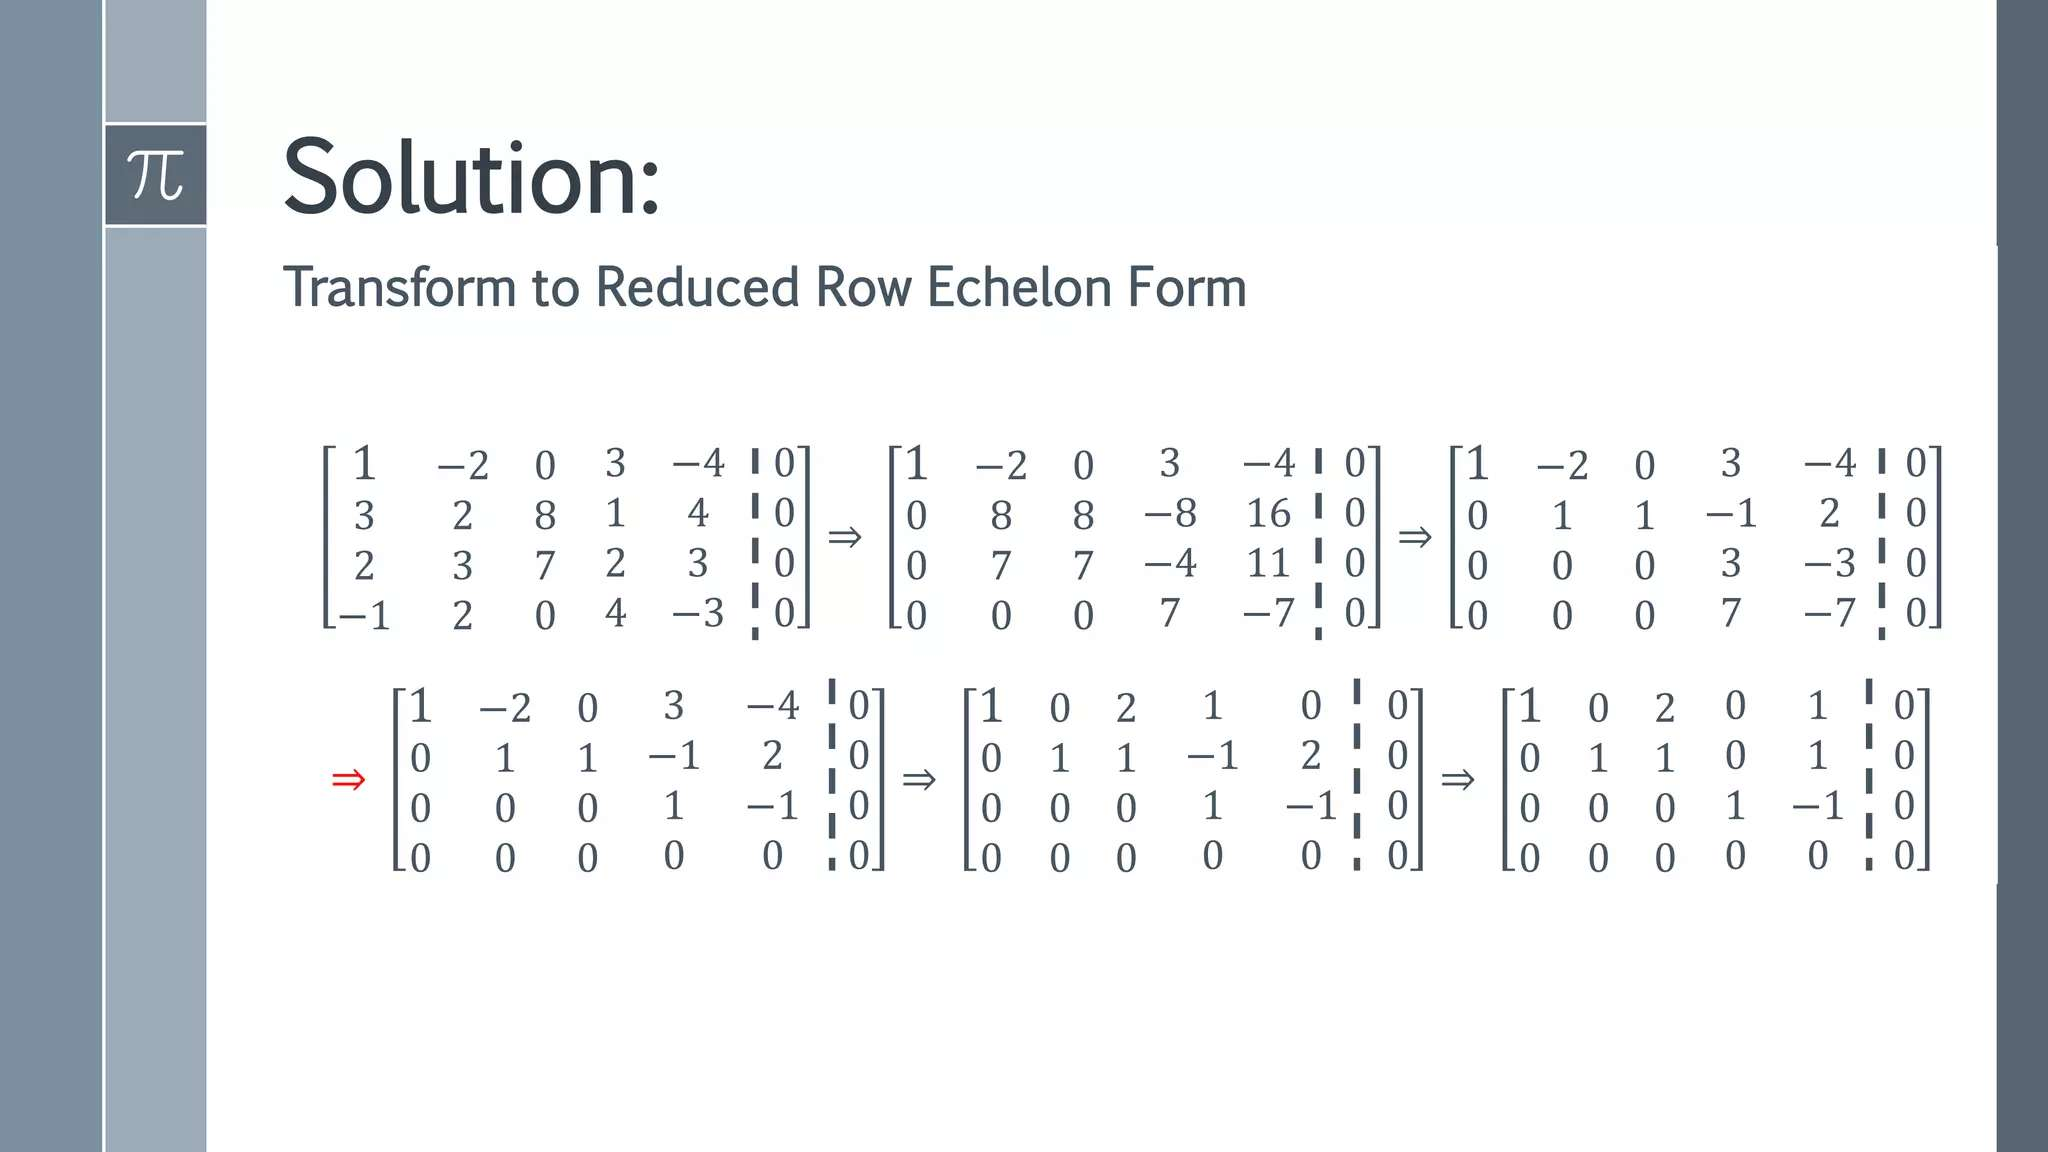 π
Solution:
Transform to Reduced Row Echelon Form
[1 −2 0 3 −4 ¦ 0] [1 −2 0 3 −4 ¦ 0] [1 −2 0 3 −4 ¦ 0]
[3 2 8 1 4 ¦ 0] ⇒ [0 8 8 −8 16 ¦ 0] ⇒ [0 1 1 −1 2 ¦ 0]
[2 3 7 2 3 ¦ 0] [0 7 7 −4 11 ¦ 0] [0 0 0 3 −3 ¦ 0]
[−1 2 0 4 −3 ¦ 0] [0 0 0 7 −7 ¦ 0] [0 0 0 7 −7 ¦ 0]
[1 −2 0 3 −4 ¦ 0] [1 0 2 1 0 ¦ 0] [1 0 2 0 1 ¦ 0]
⇒ [0 1 1 −1 2 ¦ 0] ⇒ [0 1 1 −1 2 ¦ 0] ⇒ [0 1 1 0 1 ¦ 0]
[0 0 0 1 −1 ¦ 0] [0 0 0 1 −1 ¦ 0] [0 0 0 1 −1 ¦ 0]
[0 0 0 0 0 ¦ 0] [0 0 0 0 0 ¦ 0] [0 0 0 0 0 ¦ 0]